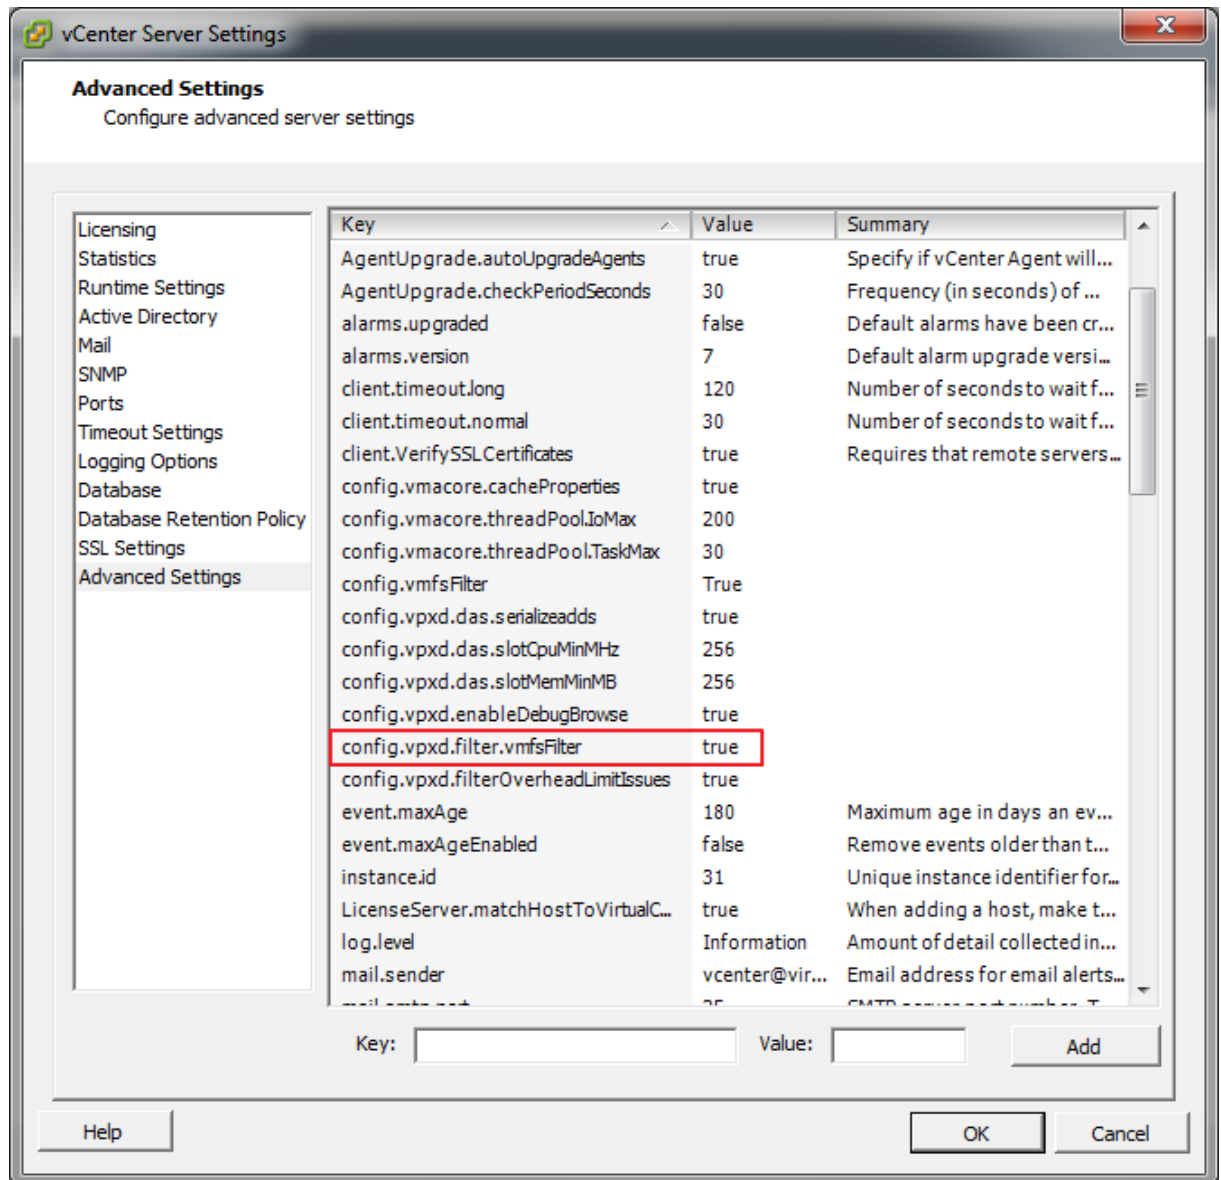 vCenter Server Settings
Advanced Settings
Configure advanced server settings
Licensing
Statistics
Runtime Settings
Active Directory
Mail
SNMP
Ports
Timeout Settings
Logging Options
Database
Database Retention Policy
SSL Settings
Advanced Settings
Key Value Summary
AgentUpgrade.autoUpgradeAgents true Specify if vCenter Agent will...
AgentUpgrade.checkPeriodSeconds 30 Frequency (in seconds) of ...
alarms.upgraded false Default alarms have been cr...
alarms.version 7 Default alarm upgrade versi...
client.timeout.long 120 Number of seconds to wait f...
client.timeout.normal 30 Number of seconds to wait f...
client.VerifySSLCertificates true Requires that remote servers...
config.vmacore.cacheProperties true
config.vmacore.threadPool.IoMax 200
config.vmacore.threadPool.TaskMax 30
config.vmfsFilter True
config.vpxd.das.serializeadds true
config.vpxd.das.slotCpuMinMHz 256
config.vpxd.das.slotMemMinMB 256
config.vpxd.enableDebugBrowse true
config.vpxd.filter.vmfsFilter true
config.vpxd.filterOverheadLimitIssues true
event.maxAge 180 Maximum age in days an ev...
event.maxAgeEnabled false Remove events older than t...
instance.id 31 Unique instance identifier for...
LicenseServer.matchHostToVirtualC... true When adding a host, make t...
log.level Information Amount of detail collected in...
mail.sender vcenter@vir... Email address for email alerts...
Key: Value: Add
Help OK Cancel